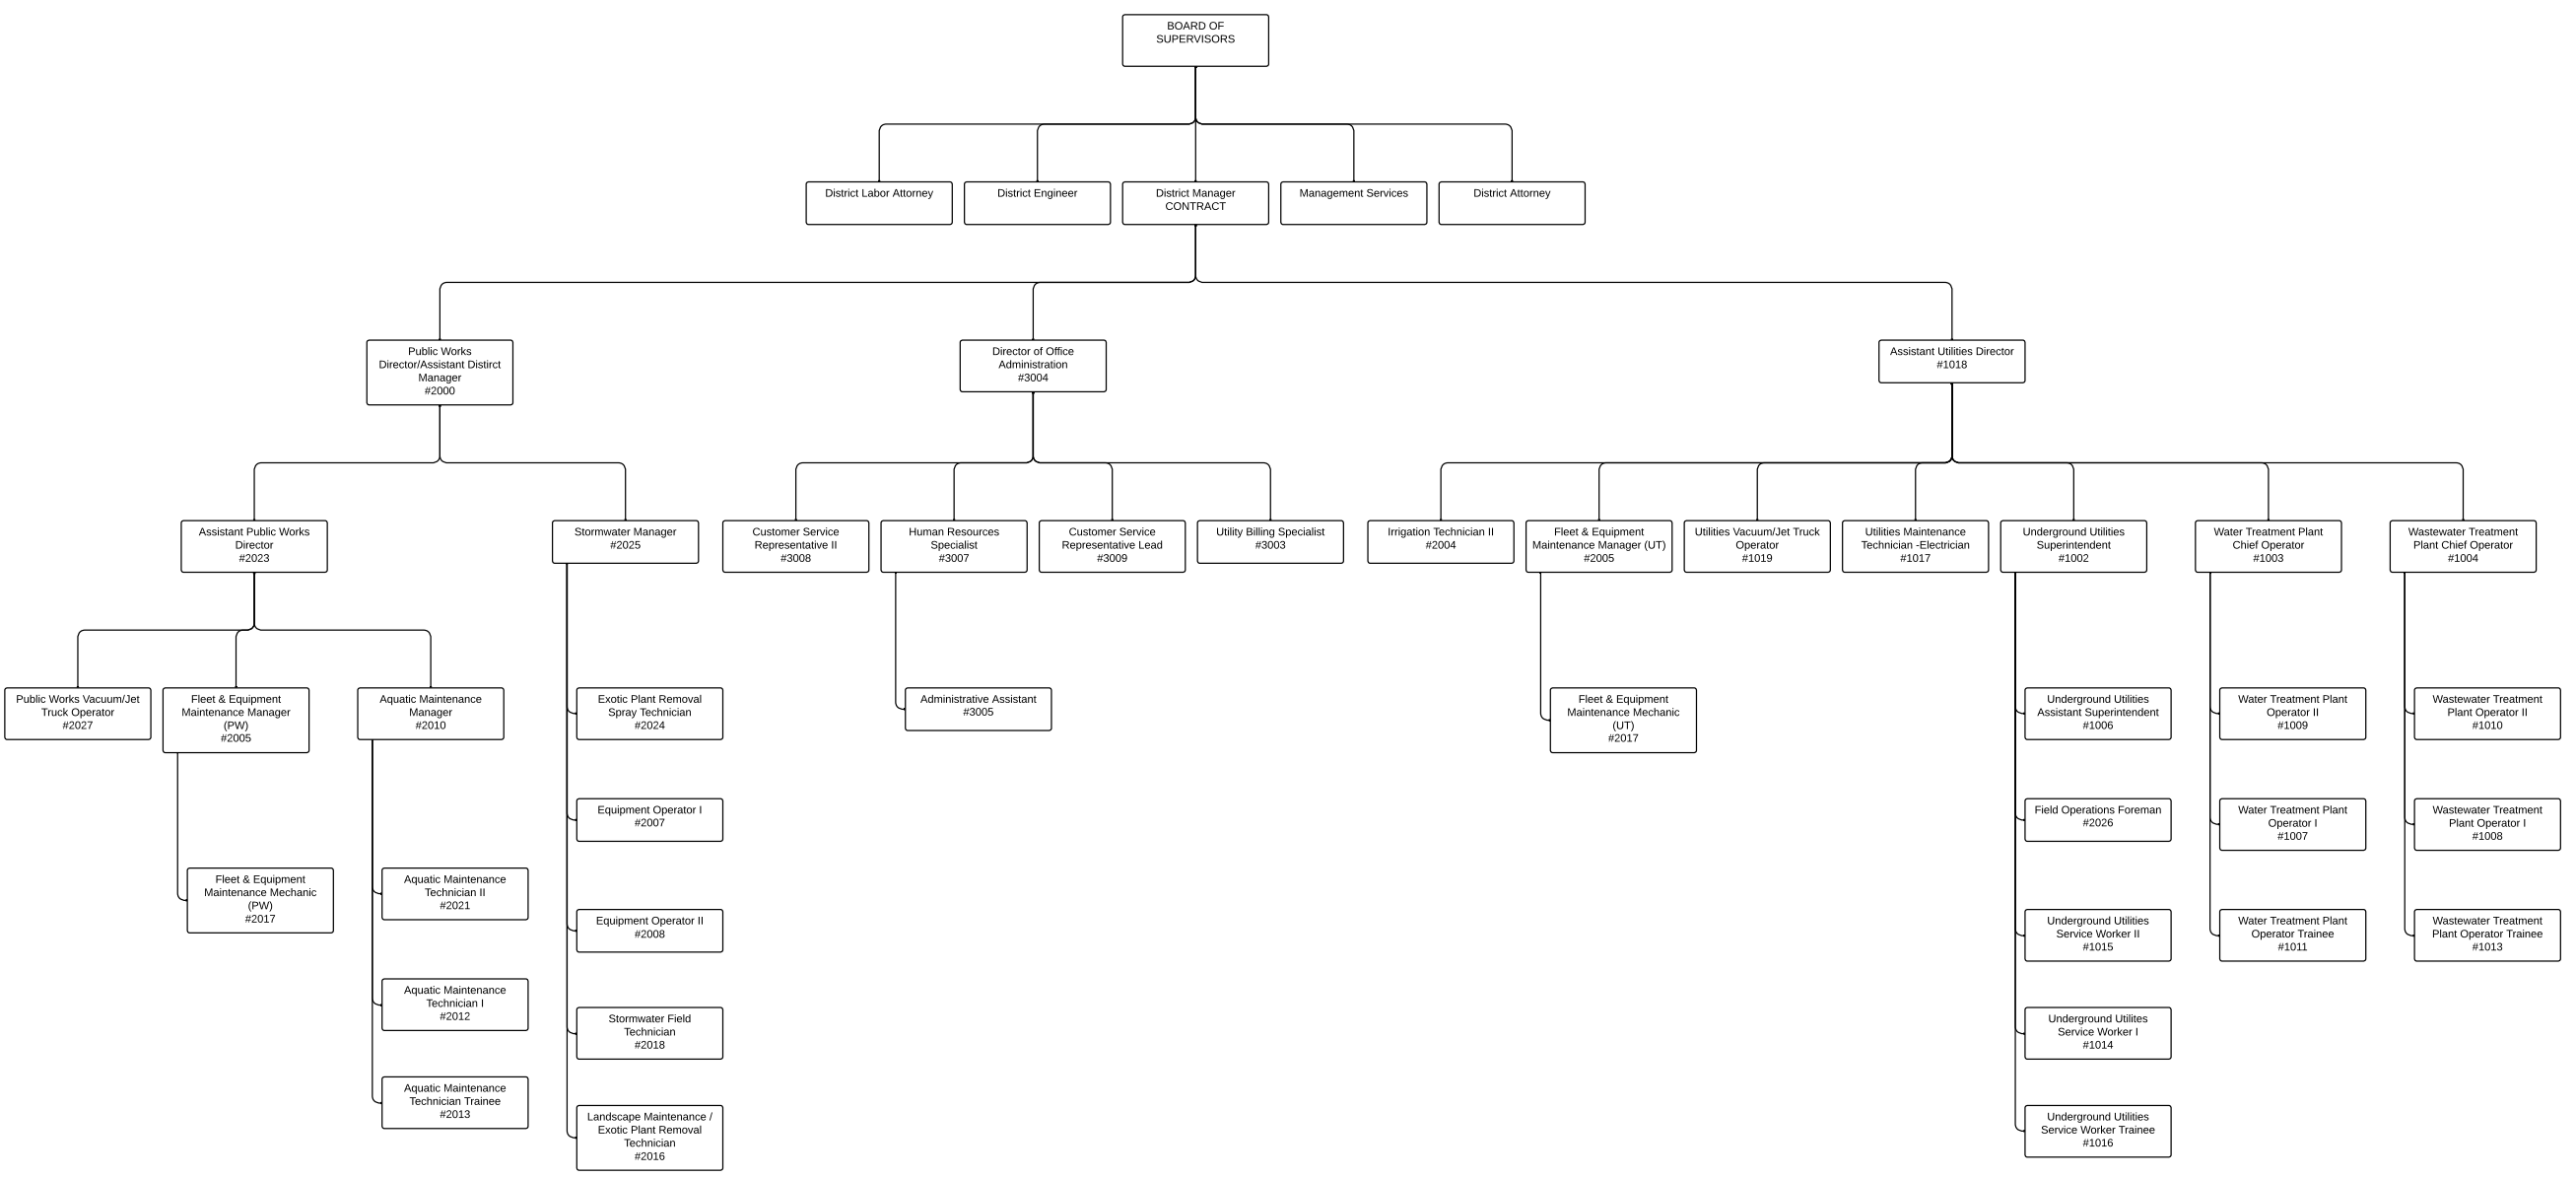 BOARD OF
SUPERVISORS
District Labor Attorney
District Engineer
District Manager
CONTRACT
Management Services
District Attorney
Public Works
Director/Assistant Distirct
Manager
#2000
Director of Office
Administration
#3004
Assistant Utilities Director
#1018
Assistant Public Works
Director
#2023
Stormwater Manager
#2025
Customer Service
Representative II
#3008
Human Resources
Specialist
#3007
Customer Service
Representative Lead
#3009
Utility Billing Specialist
#3003
Irrigation Technician II
#2004
Fleet & Equipment
Maintenance Manager (UT)
#2005
Utilities Vacuum/Jet Truck
Operator
#1019
Utilities Maintenance
Technician -Electrician
#1017
Underground Utilities
Superintendent
#1002
Water Treatment Plant
Chief Operator
#1003
Wastewater Treatment
Plant Chief Operator
#1004
Public Works Vacuum/Jet
Truck Operator
#2027
Fleet & Equipment
Maintenance Manager
(PW)
#2005
Aquatic Maintenance
Manager
#2010
Exotic Plant Removal
Spray Technician
#2024
Administrative Assistant
#3005
Fleet & Equipment
Maintenance Mechanic
(UT)
#2017
Underground Utilities
Assistant Superintendent
#1006
Water Treatment Plant
Operator II
#1009
Wastewater Treatment
Plant Operator II
#1010
Equipment Operator I
#2007
Field Operations Foreman
#2026
Water Treatment Plant
Operator I
#1007
Wastewater Treatment
Plant Operator I
#1008
Fleet & Equipment
Maintenance Mechanic
(PW)
#2017
Aquatic Maintenance
Technician II
#2021
Equipment Operator II
#2008
Underground Utilities
Service Worker II
#1015
Water Treatment Plant
Operator Trainee
#1011
Wastewater Treatment
Plant Operator Trainee
#1013
Aquatic Maintenance
Technician I
#2012
Stormwater Field
Technician
#2018
Underground Utilites
Service Worker I
#1014
Aquatic Maintenance
Technician Trainee
#2013
Landscape Maintenance /
Exotic Plant Removal
Technician
#2016
Underground Utilities
Service Worker Trainee
#1016